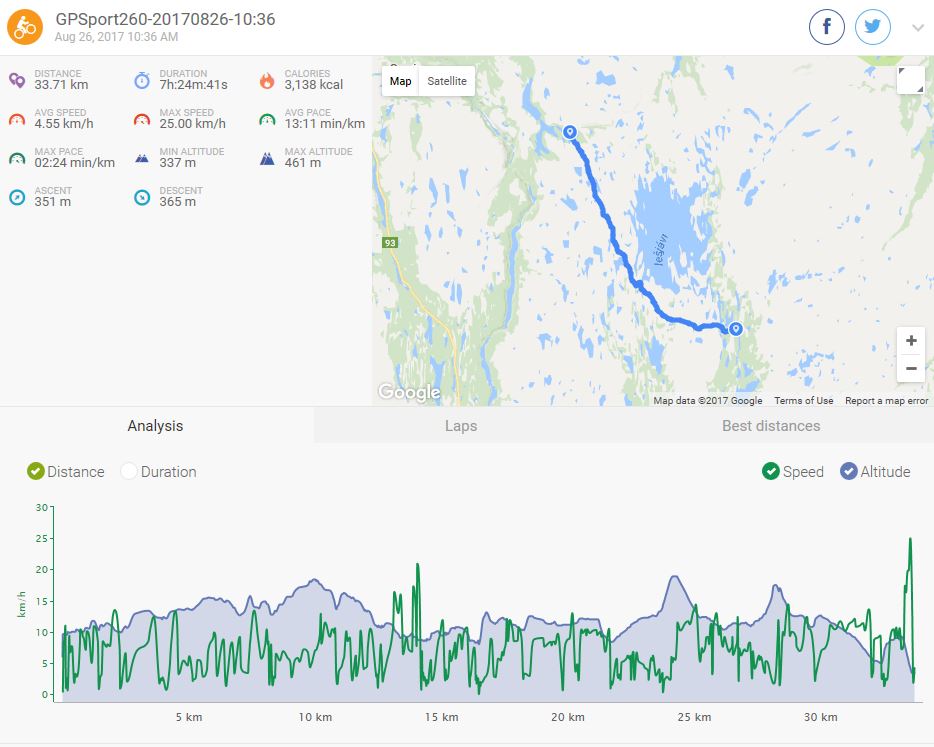 GPSport260-20170826-10:36
Aug 26, 2017 10:36 AM
f
DISTANCE
33.71 km
DURATION
7h:24m:41s
CALORIES
3,138 kcal
AVG SPEED
4.55 km/h
MAX SPEED
25.00 km/h
AVG PACE
13:11 min/km
MAX PACE
02:24 min/km
MIN ALTITUDE
337 m
MAX ALTITUDE
461 m
ASCENT
351 m
DESCENT
365 m
Map Satellite
93
Iešjávri
+
−
Google
Map data ©2017 Google Terms of Use Report a map error
Analysis Laps Best distances
Distance Duration Speed Altitude
30
25
20
15
10
5
0
km/h
5 km 10 km 15 km 20 km 25 km 30 km